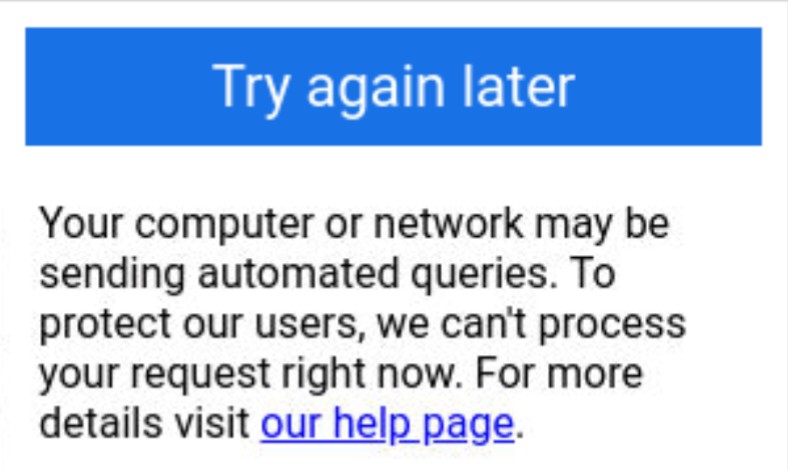 Try again later
Your computer or network may be
sending automated queries. To
protect our users, we can't process
your request right now. For more
details visit our help page.